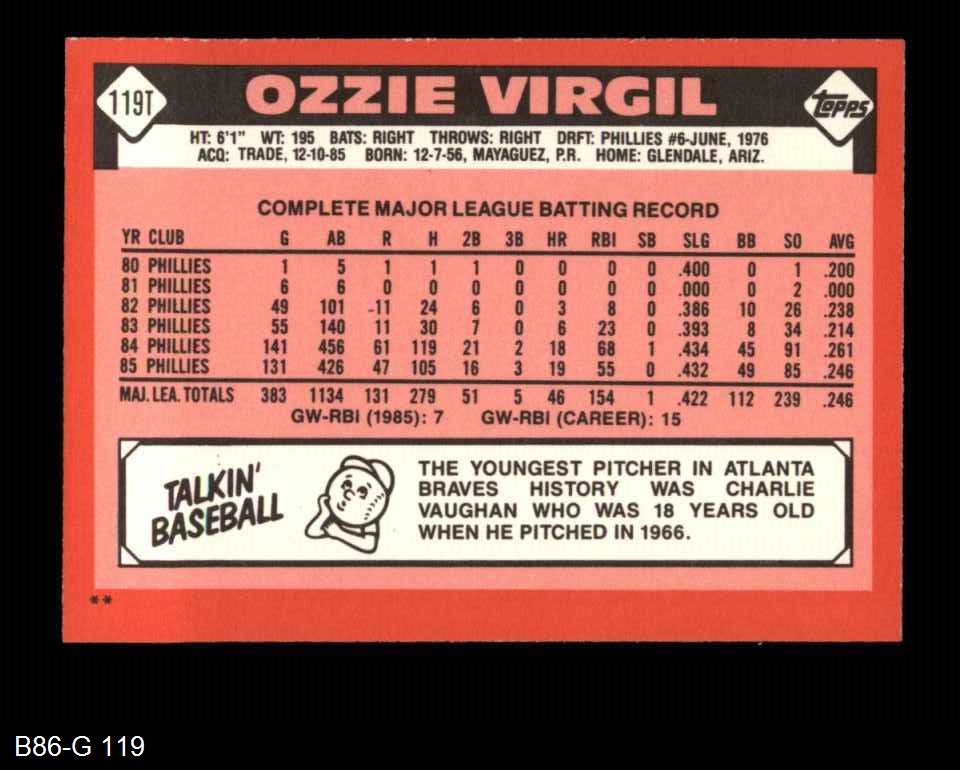 119T
OZZIE VIRGIL
TOPPS
HT: 6'1" WT: 195 BATS: RIGHT THROWS: RIGHT DRFT: PHILLIES #6-JUNE, 1976
ACQ: TRADE, 12-10-85 BORN: 12-7-56, MAYAGUEZ, P.R. HOME: GLENDALE, ARIZ.
COMPLETE MAJOR LEAGUE BATTING RECORD
YR CLUB G AB R H 2B 3B HR RBI SB SLG BB SO AVG
80 PHILLIES 1 5 1 1 1 0 0 0 0 .400 0 1 .200
81 PHILLIES 6 6 0 0 0 0 0 0 0 .000 0 2 .000
82 PHILLIES 49 101 11 24 6 0 3 8 0 .386 10 26 .238
83 PHILLIES 55 140 11 30 7 0 6 23 0 .393 8 34 .214
84 PHILLIES 141 456 61 119 21 2 18 68 1 .434 45 91 .261
85 PHILLIES 131 426 47 105 16 3 19 55 0 .432 49 85 .246
MAJ. LEA. TOTALS 383 1134 131 279 51 5 46 154 1 .422 112 239 .246
GW-RBI (1985): 7 GW-RBI (CAREER): 15
TALKIN'
BASEBALL
THE YOUNGEST PITCHER IN ATLANTA
BRAVES HISTORY WAS CHARLIE
VAUGHAN WHO WAS 18 YEARS OLD
WHEN HE PITCHED IN 1966.
**
B86-G 119